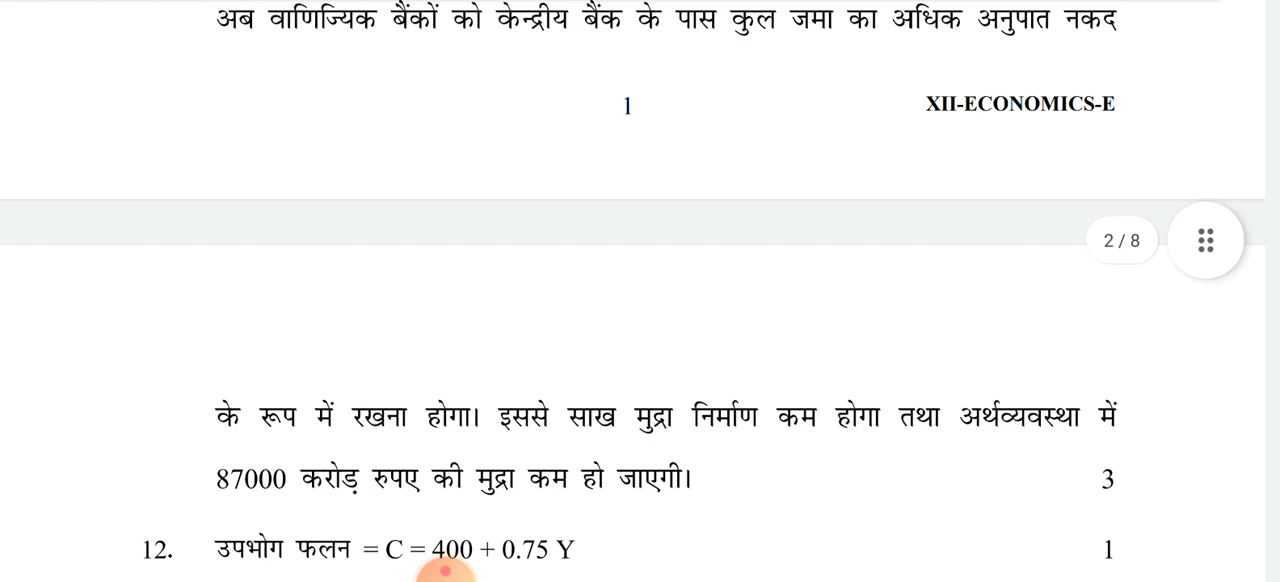 अब वाणिज्यिक बैंकों को केन्द्रीय बैंक के पास कुल जमा का अधिक अनुपात नकद
1
XII-ECONOMICS-E
2 / 8
के रूप में रखना होगा। इससे साख मुद्रा निर्माण कम होगा तथा अर्थव्यवस्था में
87000 करोड़ रुपए की मुद्रा कम हो जाएगी। 3
12. उपभोग फलन = C = 400 + 0.75 Y 1